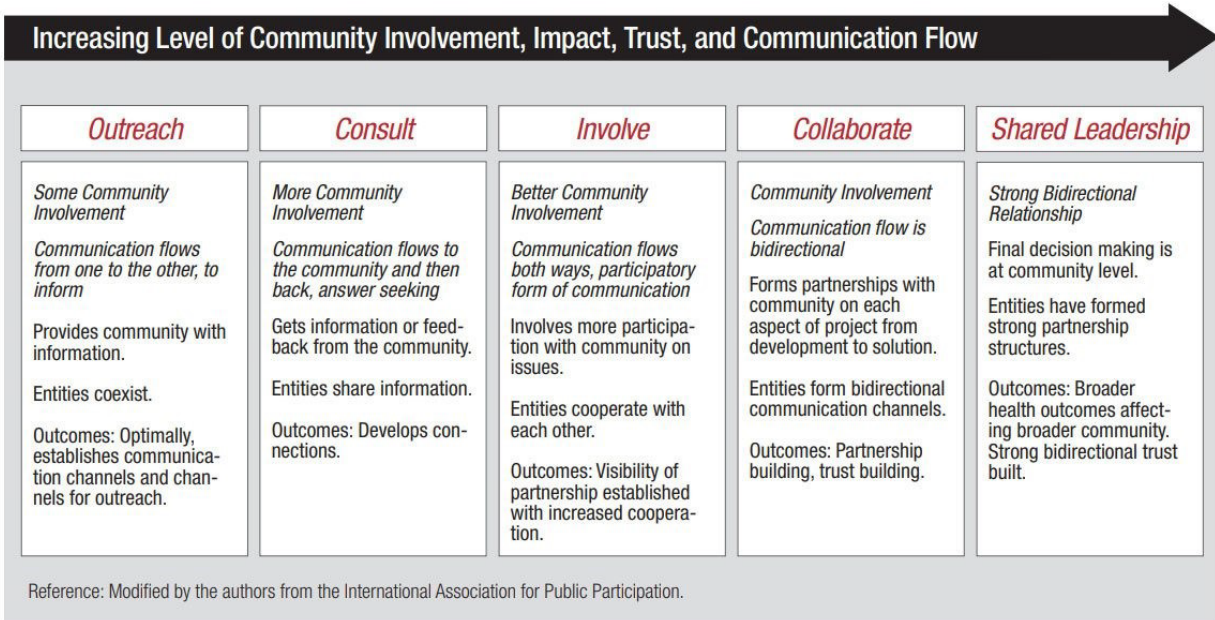 Increasing Level of Community Involvement, Impact, Trust, and Communication Flow
Outreach
Some Community
Involvement
Communication flows
from one to the other, to
inform
Provides community with
information.
Entities coexist.
Outcomes: Optimally,
establishes communica-
tion channels and chan-
nels for outreach.
Consult
More Community
Involvement
Communication flows to
the community and then
back, answer seeking
Gets information or feed-
back from the community.
Entities share information.
Outcomes: Develops con-
nections.
Involve
Better Community
Involvement
Communication flows
both ways, participatory
form of communication
Involves more participa-
tion with community on
issues.
Entities cooperate with
each other.
Outcomes: Visibility of
partnership established
with increased coopera-
tion.
Collaborate
Community Involvement
Communication flow is
bidirectional
Forms partnerships with
community on each
aspect of project from
development to solution.
Entities form bidirectional
communication channels.
Outcomes: Partnership
building, trust building.
Shared Leadership
Strong Bidirectional
Relationship
Final decision making is
at community level.
Entities have formed
strong partnership
structures.
Outcomes: Broader
health outcomes affect-
ing broader community.
Strong bidirectional trust
built.
Reference: Modified by the authors from the International Association for Public Participation.